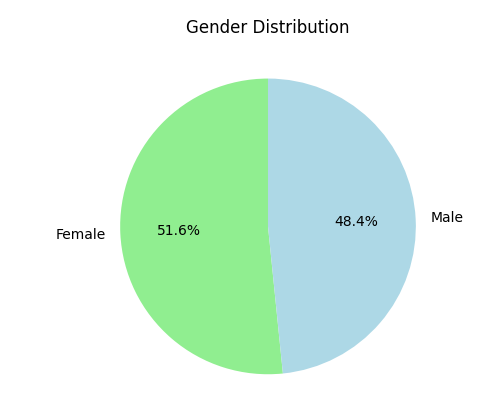 Gender Distribution
48.4%
Male
51.6%
Female